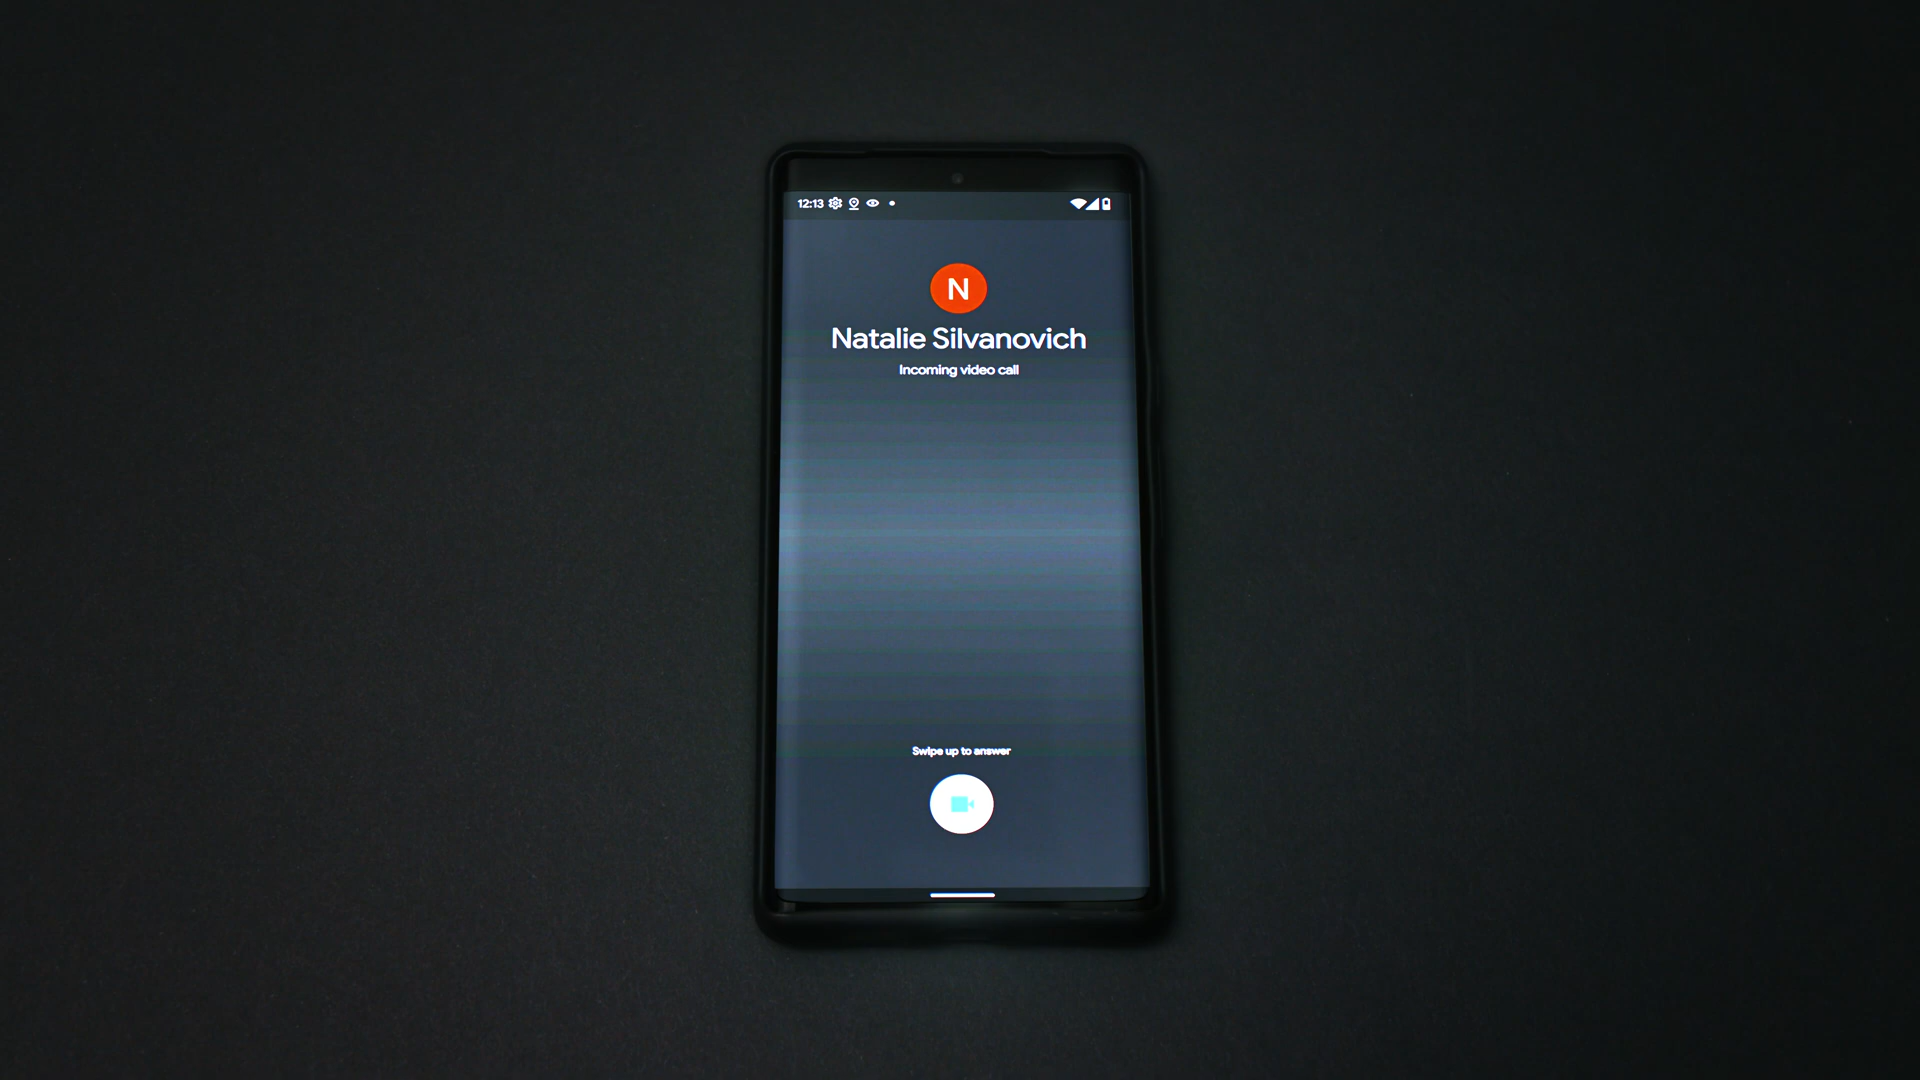 12:13
N
Natalie Silvanovich
Incoming video call
Swipe up to answer